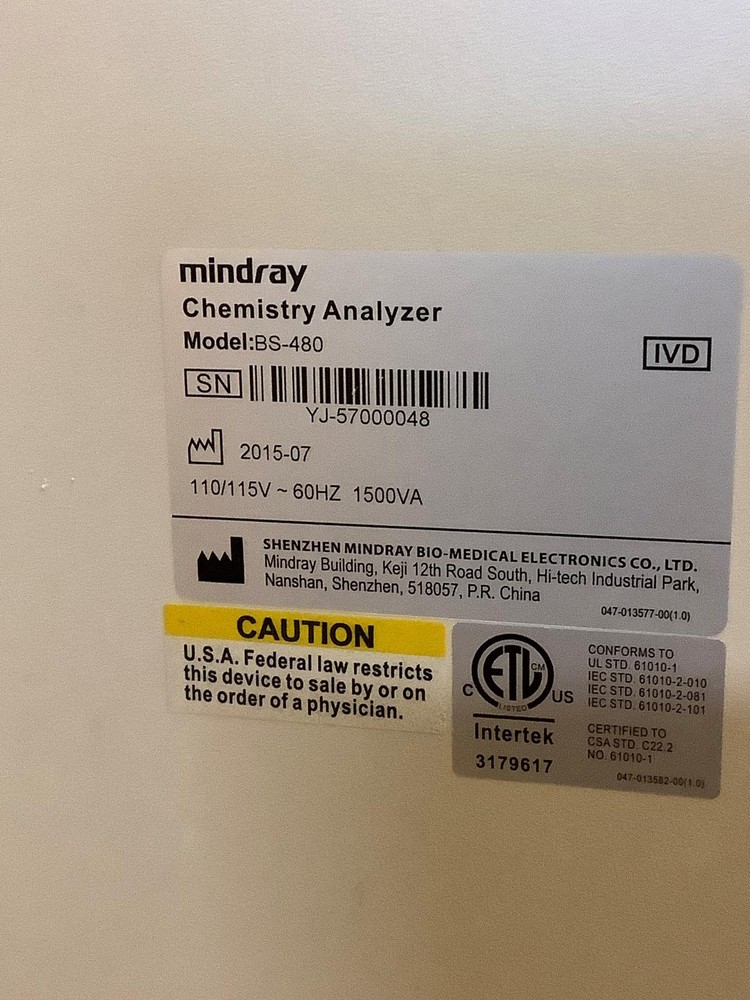 mindray
Chemistry Analyzer
Model:BS-480
IVD
SN
YJ-57000048
2015-07
110/115V ~ 60HZ 1500VA
SHENZHEN MINDRAY BIO-MEDICAL ELECTRONICS CO., LTD.
Mindray Building, Keji 12th Road South, Hi-tech Industrial Park,
Nanshan, Shenzhen, 518057, P.R. China
047-013577-00(1.0)
CAUTION
U.S.A. Federal law restricts
this device to sale by or on
the order of a physician.
ETL CM
C US
LISTED
Intertek
3179617
CONFORMS TO
UL STD. 61010-1
IEC STD. 61010-2-010
IEC STD. 61010-2-081
IEC STD. 61010-2-101
CERTIFIED TO
CSA STD. C22.2
NO. 61010-1
047-013582-00(1.0)